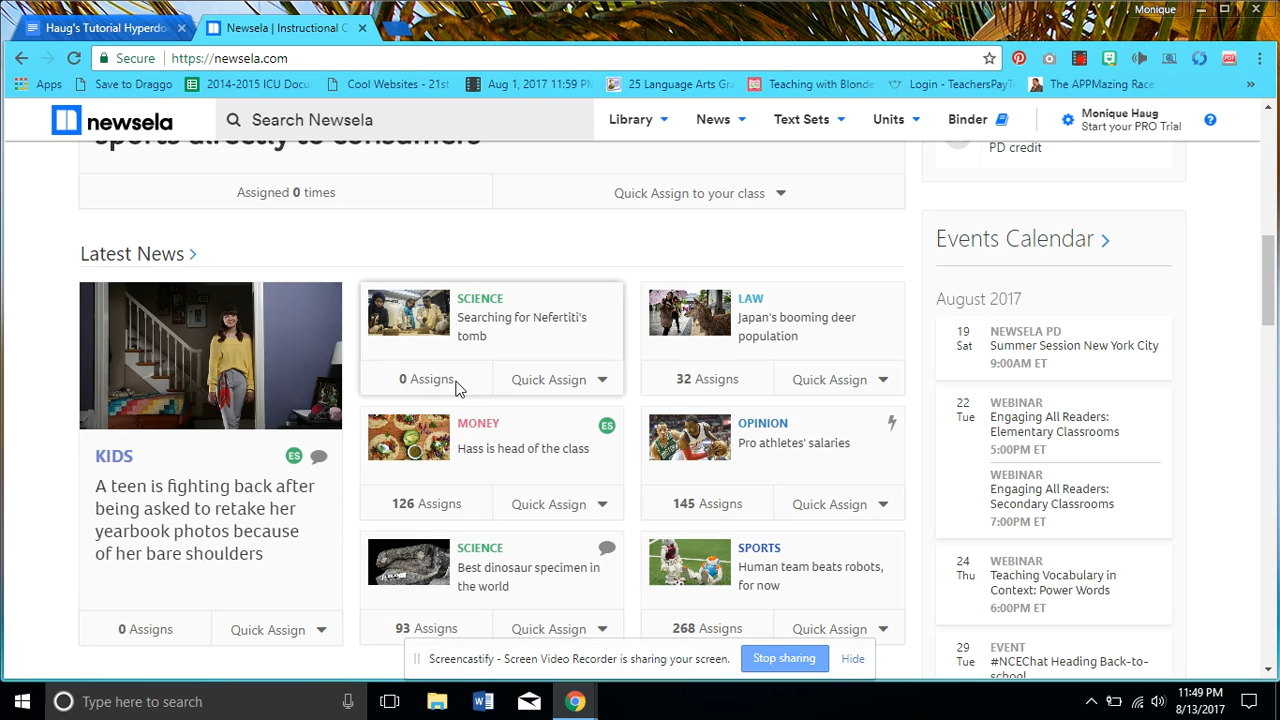 Monique
Haug's Tutorial Hyperdo
Newsela | Instructional C
Secure
https://newsela.com
Apps
Save to Draggo
2014-2015 ICU Docu
Cool Websites - 21st
Aug 1, 2017 11:59 P
25 Language Arts Gra
Teaching with Blonde
Login - TeachersPayT
The APPMazing Race
»
newsela
Search Newsela
Library
News
Text Sets
Units
Binder
Monique Haug
Start your PRO Trial
?
sports directly to consumers
PD credit
Assigned 0 times
Quick Assign to your class
Latest News >
Events Calendar >
August 2017
SCIENCE
Searching for Nefertiti's
tomb
0 Assigns
Quick Assign
LAW
Japan's booming deer
population
32 Assigns
Quick Assign
KIDS
ES
A teen is fighting back after
being asked to retake her
yearbook photos because
of her bare shoulders
0 Assigns
Quick Assign
MONEY
ES
Hass is head of the class
126 Assigns
Quick Assign
OPINION
Pro athletes' salaries
145 Assigns
Quick Assign
SCIENCE
Best dinosaur specimen in
the world
93 Assigns
Quick Assign
SPORTS
Human team beats robots,
for now
268 Assigns
Quick Assign
19
Sat
NEWSELA PD
Summer Session New York City
9:00AM ET
22
Tue
WEBINAR
Engaging All Readers:
Elementary Classrooms
5:00PM ET
WEBINAR
Engaging All Readers:
Secondary Classrooms
7:00PM ET
24
Thu
WEBINAR
Teaching Vocabulary in
Context: Power Words
6:00PM ET
29
Tue
EVENT
#NCEChat Heading Back-to-
school
Screencastify - Screen Video Recorder is sharing your screen.
Stop sharing
Hide
Type here to search
11:49 PM
8/13/2017